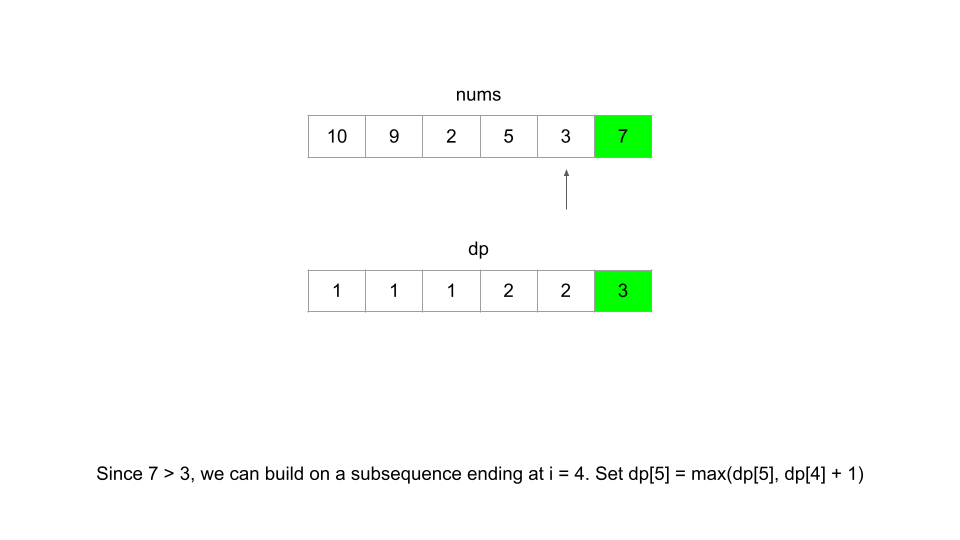 nums
10 9 2 5 3 7
dp
1 1 1 2 2 3
Since 7 > 3, we can build on a subsequence ending at i = 4. Set dp[5] = max(dp[5], dp[4] + 1)